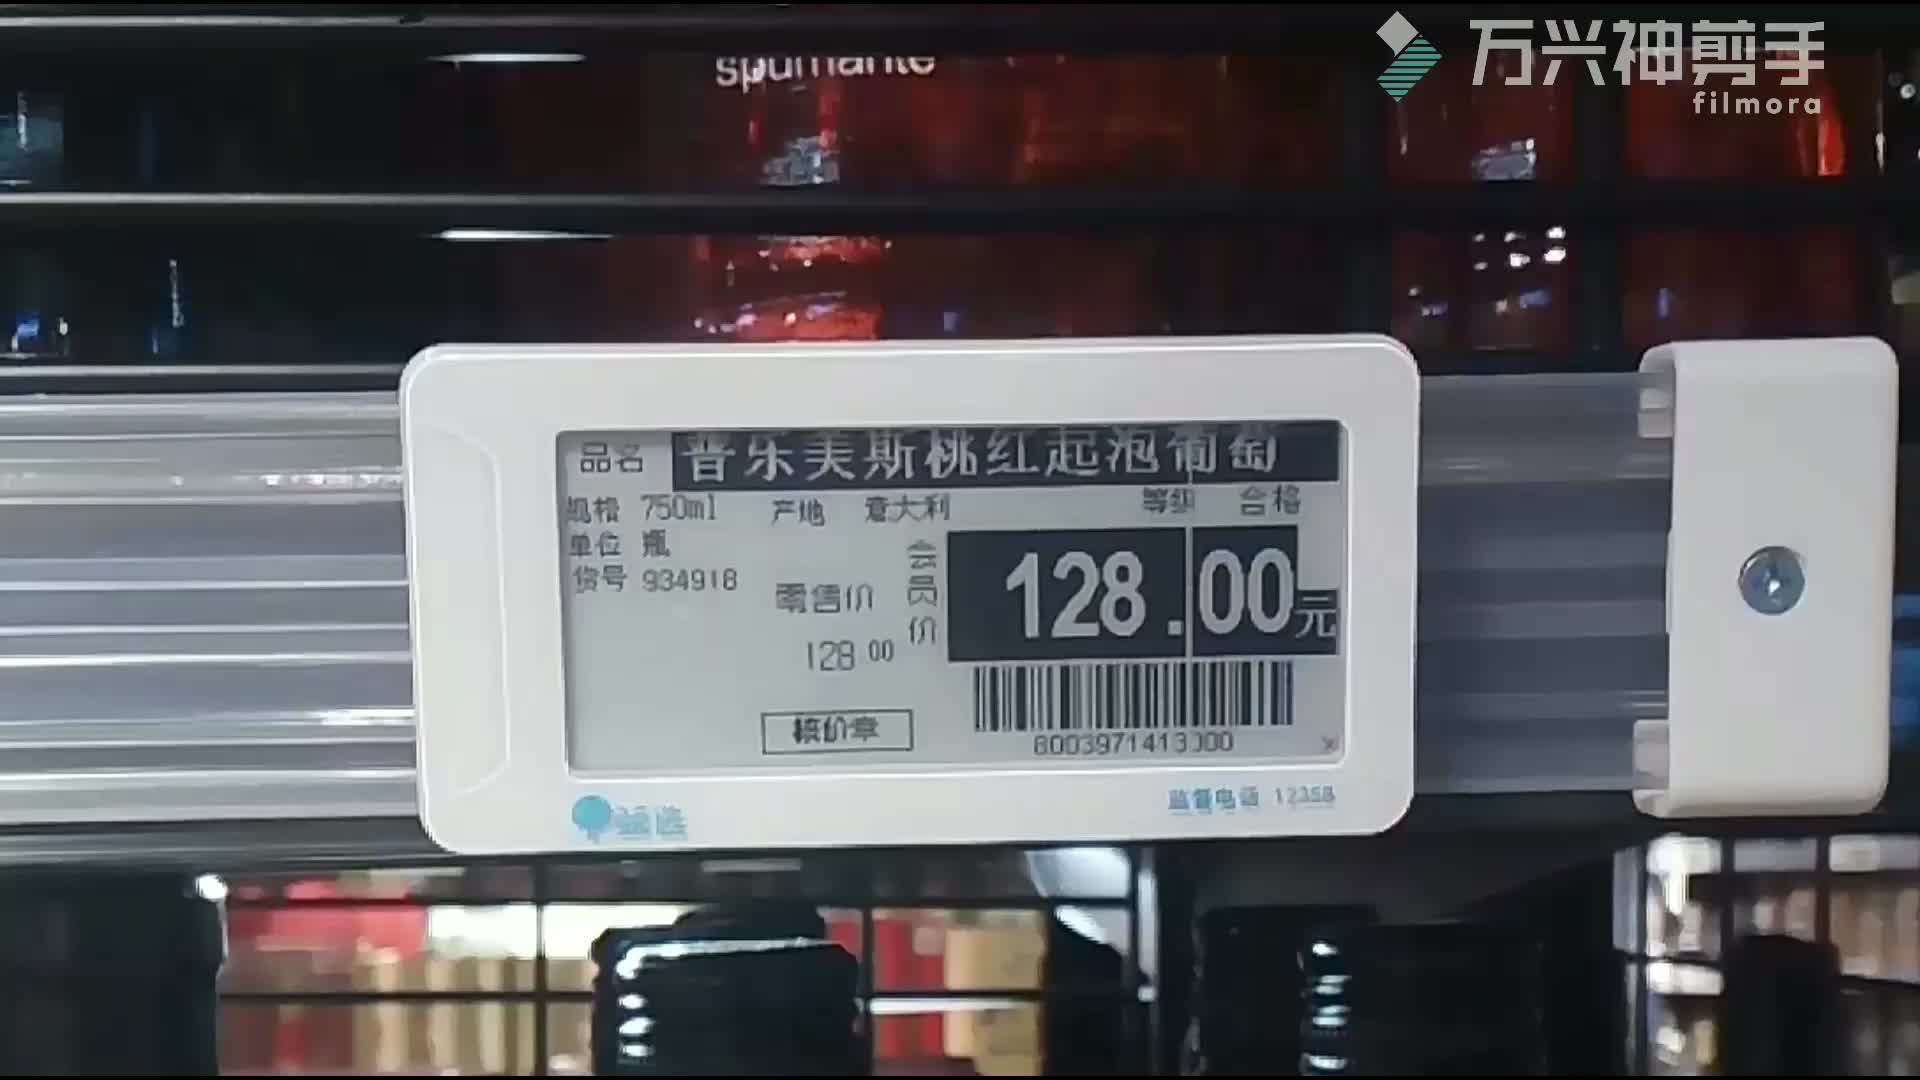 spumante
万兴神剪手
filmora
品名 普乐美斯桃红起泡葡萄
规格 750ml 产地 意大利 等级 合格
单位 瓶
货号 934918
零售价
128.00
会员价
128.00元
核价章
8003971413000
监督电话 12358